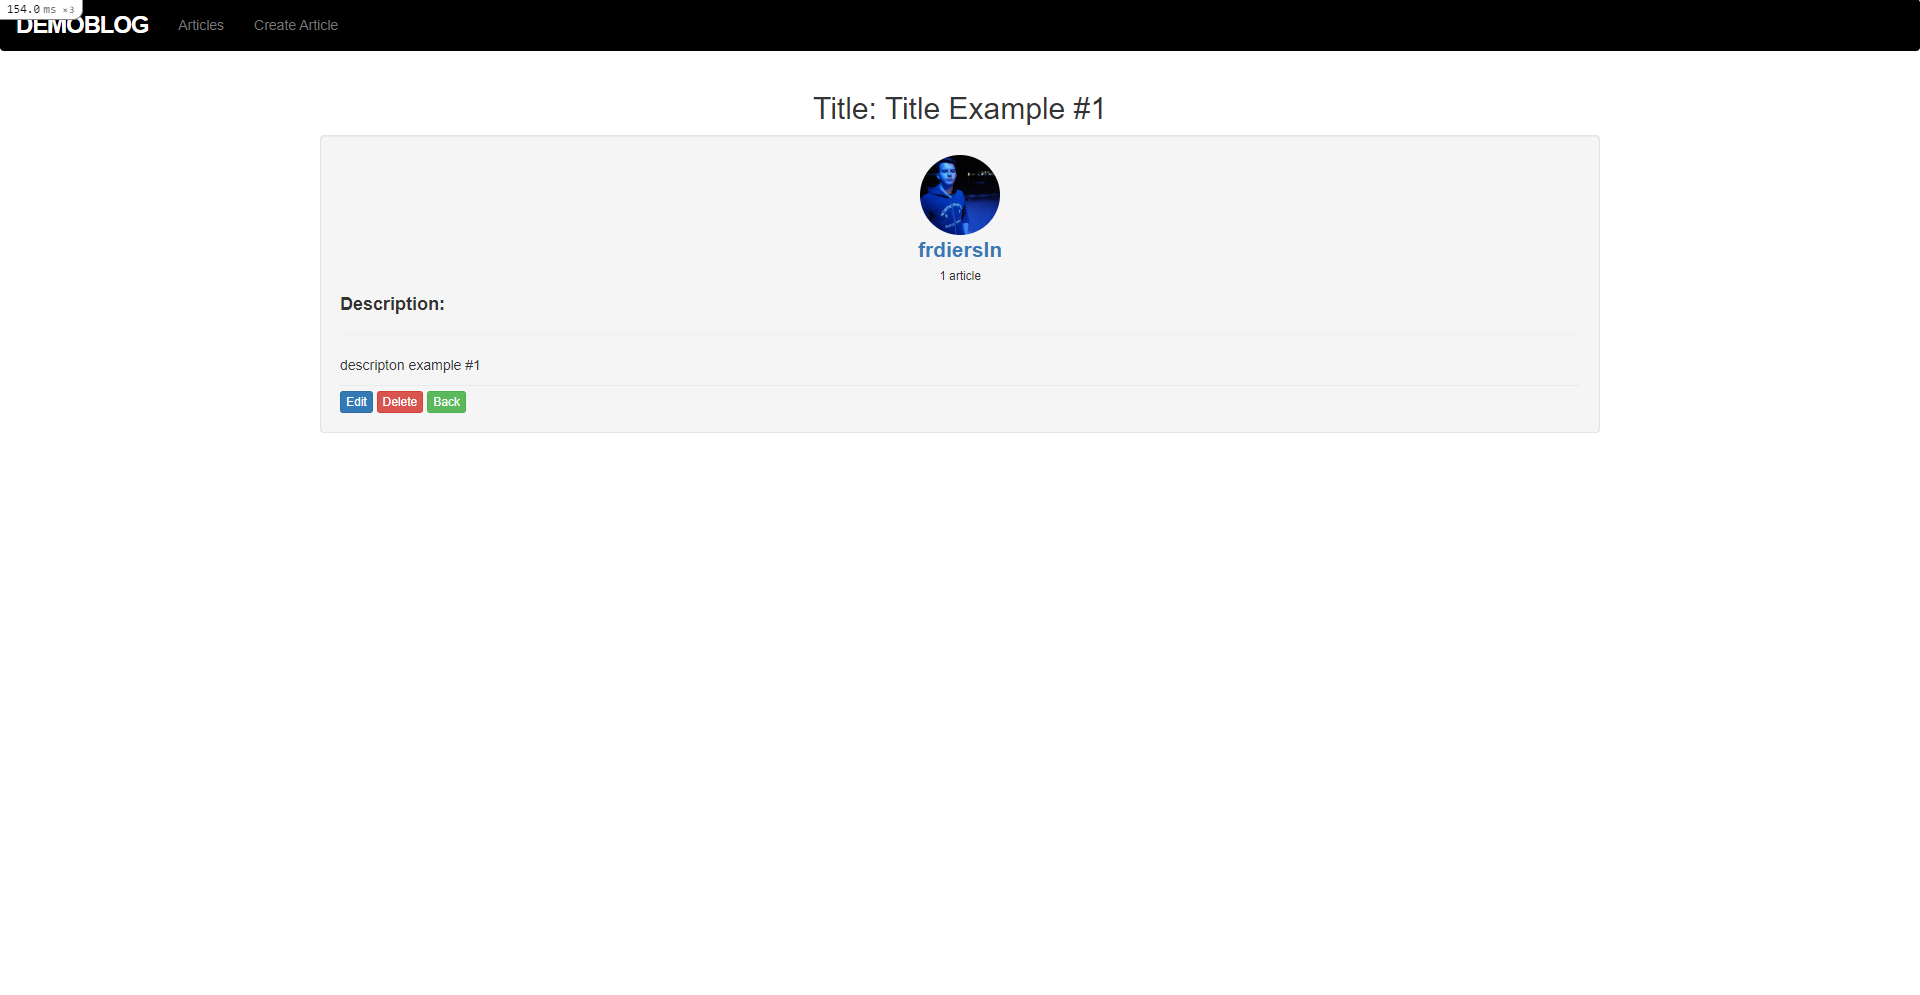 154.0 ms ×3
DEMOBLOG Articles Create Article
Title: Title Example #1
frdiersln
1 article
Description:
descripton example #1
Edit Delete Back